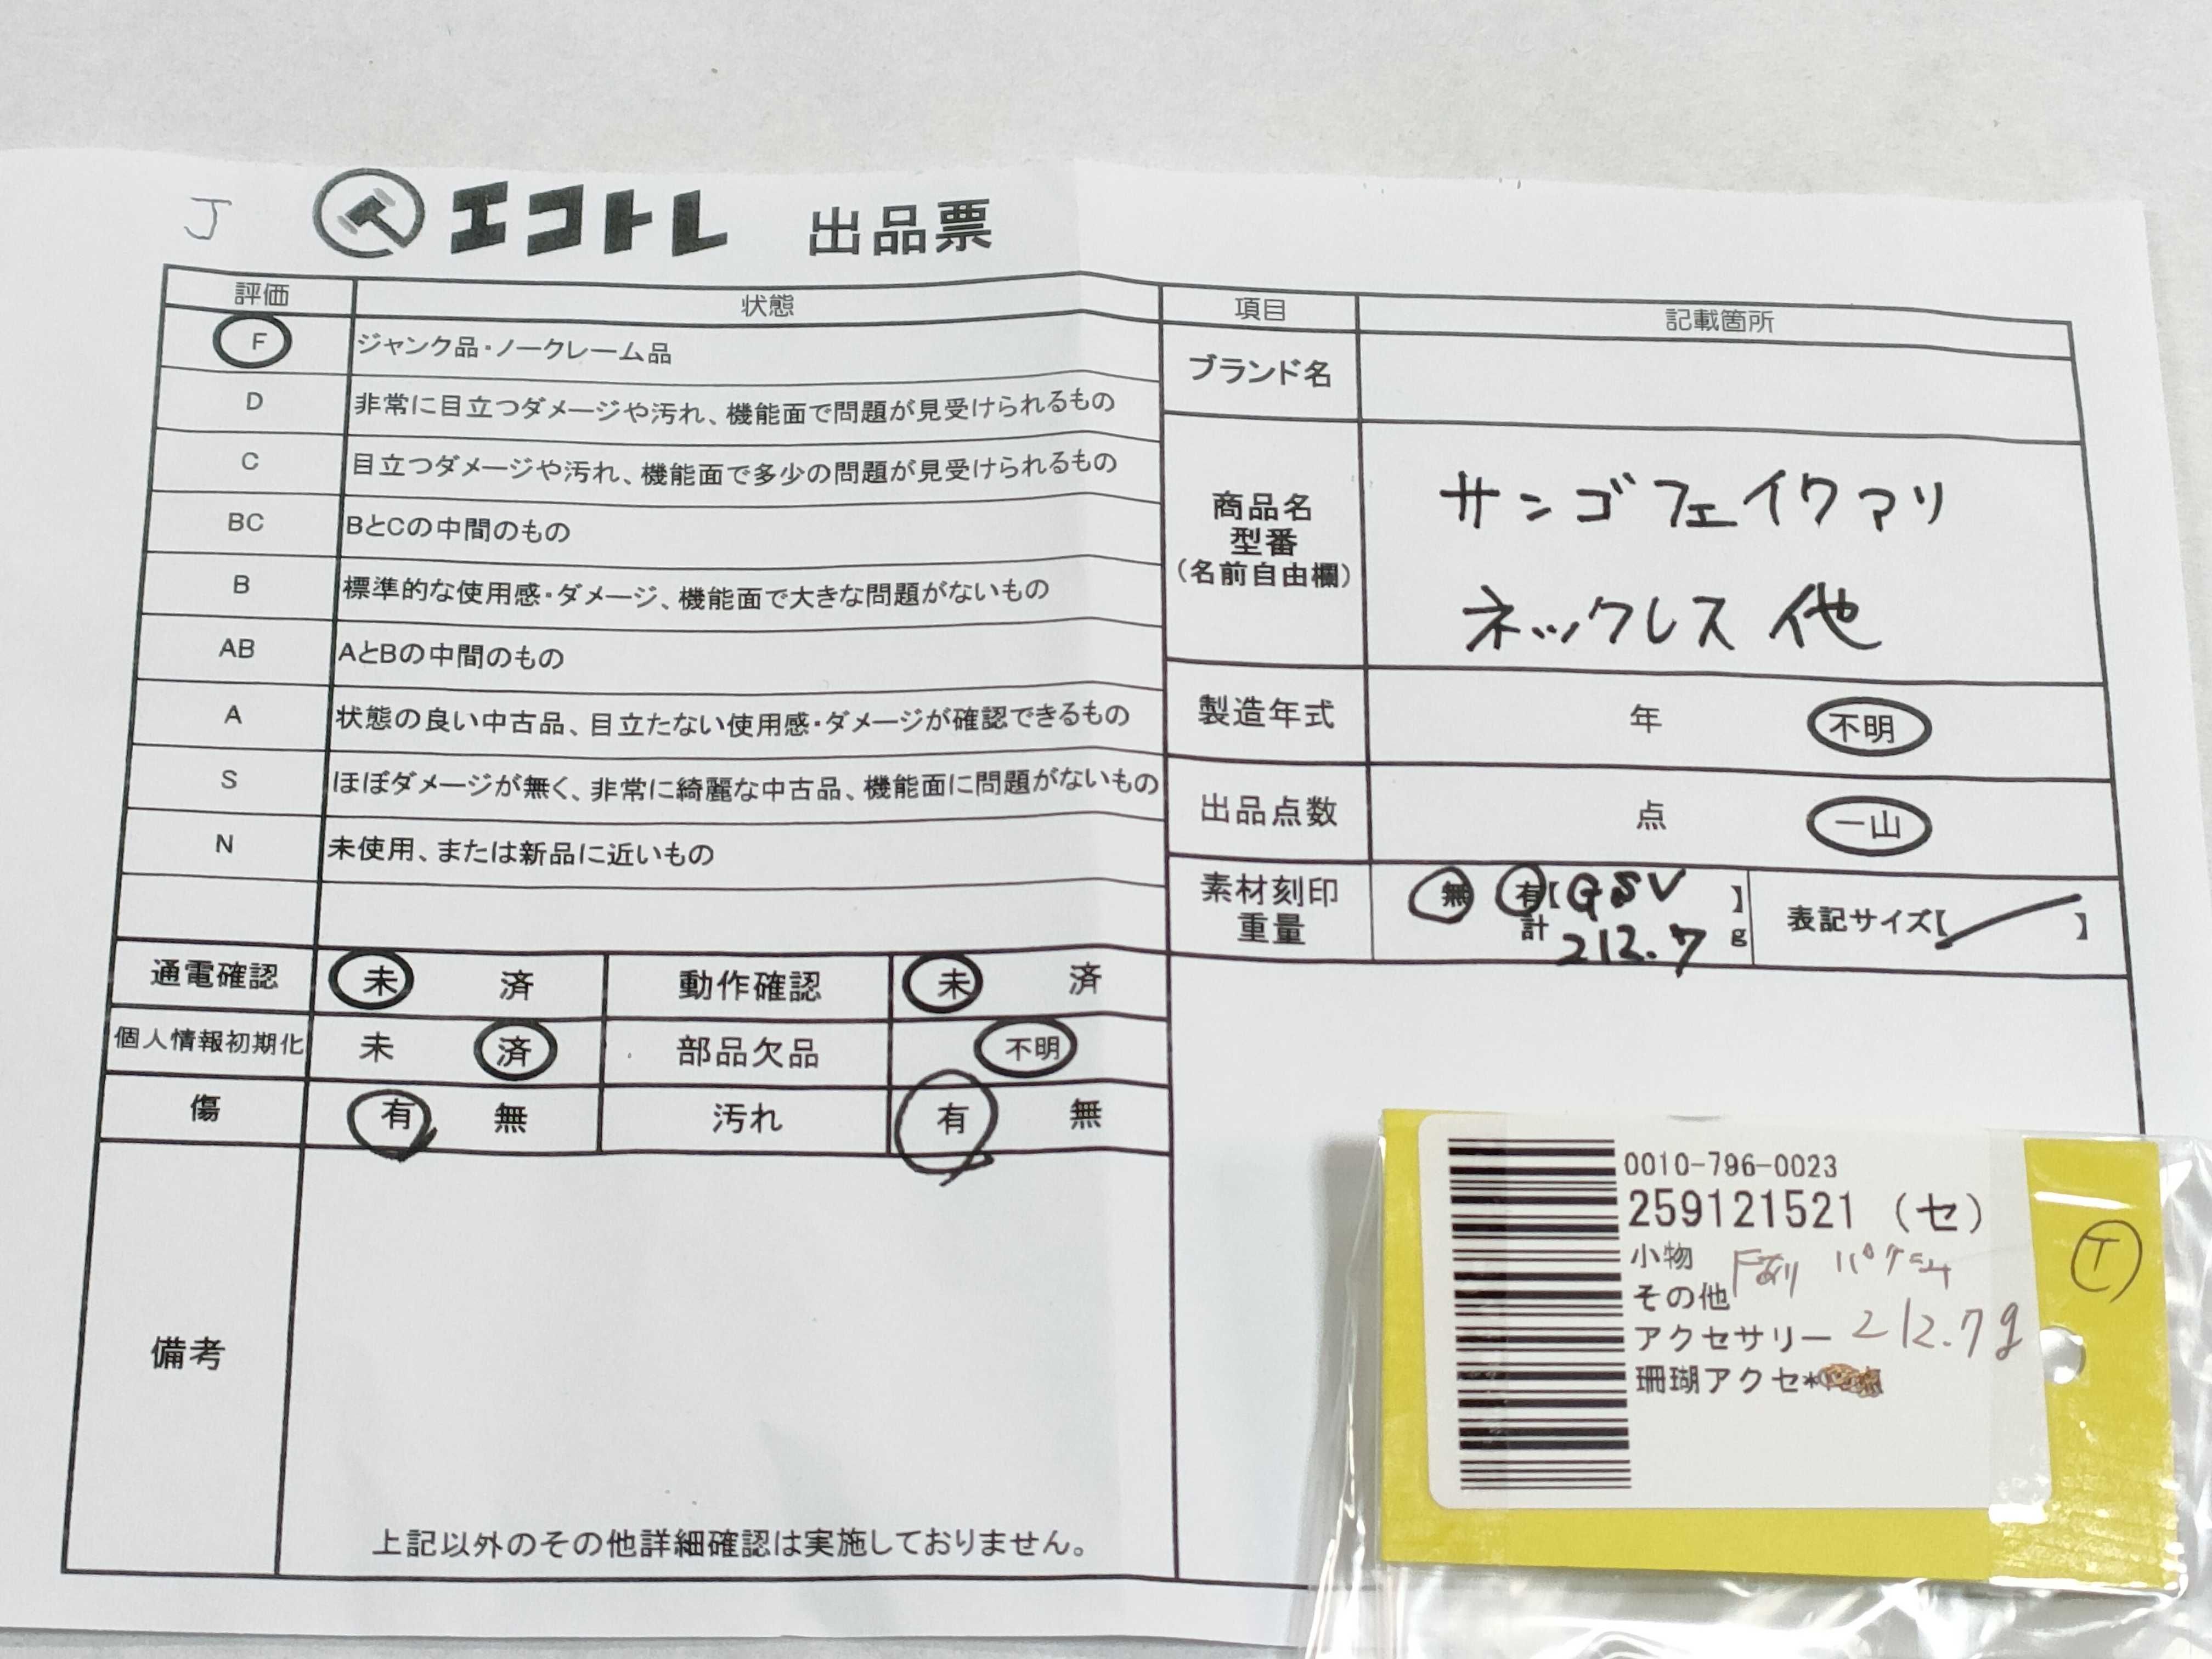 J エコトレ 出品票
評価 状態
F ジャンク品・ノークレーム品
D 非常に目立つダメージや汚れ、機能面で問題が見受けられるもの
C 目立つダメージや汚れ、機能面で多少の問題が見受けられるもの
BC BとCの中間のもの
B 標準的な使用感・ダメージ、機能面で大きな問題がないもの
AB AとBの中間のもの
A 状態の良い中古品、目立たない使用感・ダメージが確認できるもの
S ほぼダメージが無く、非常に綺麗な中古品、機能面に問題がないもの
N 未使用、または新品に近いもの
通電確認 未 済 動作確認 未 済
個人情報初期化 未 済 部品欠品 不明
傷 有 無 汚れ 有 無
備考
上記以外のその他詳細確認は実施しておりません。
項目 記載箇所
ブランド名
商品名
型番
(名前自由欄)
サンゴフェイクアリ
ネックレス 他
製造年式 年 不明
出品点数 点 一山
素材刻印 無 有【GSV】
重量 計 212.7 g
表記サイズ【 】
0010-796-0023
259121521 (セ)
小物
その他
アクセサリー 212.7g
珊瑚アクセ*
T